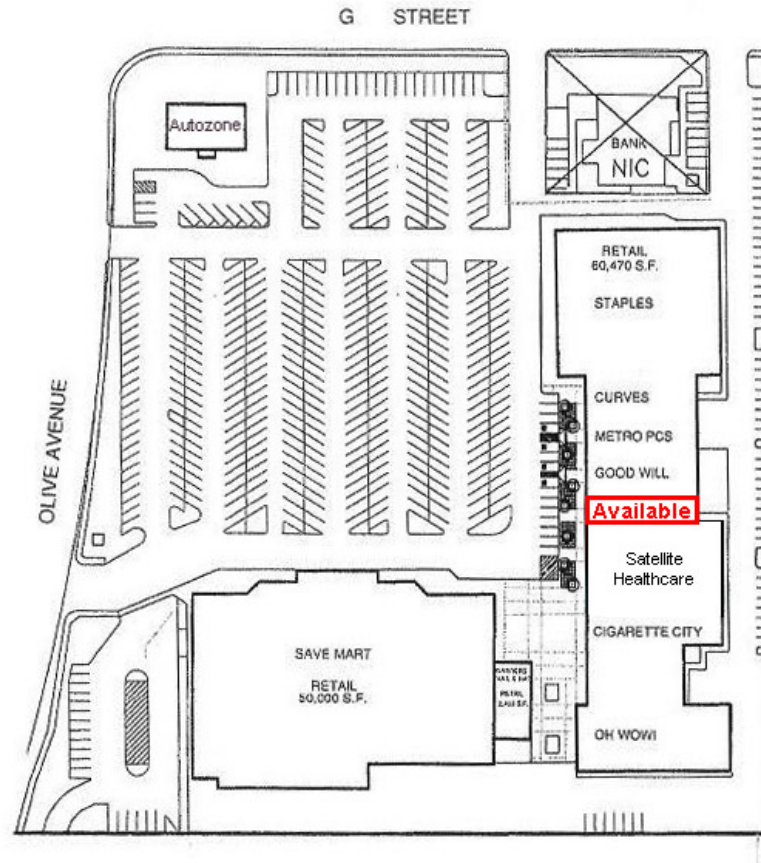 G STREET
Autozone
BANK
NIC
RETAIL
60,470 S.F.
STAPLES
OLIVE AVENUE
CURVES
METRO PCS
GOOD WILL
Available
Satellite
Healthcare
CIGARETTE CITY
SAVE MART
RETAIL
50,000 S.F.
RETAIL
S.F.
OH WOW!